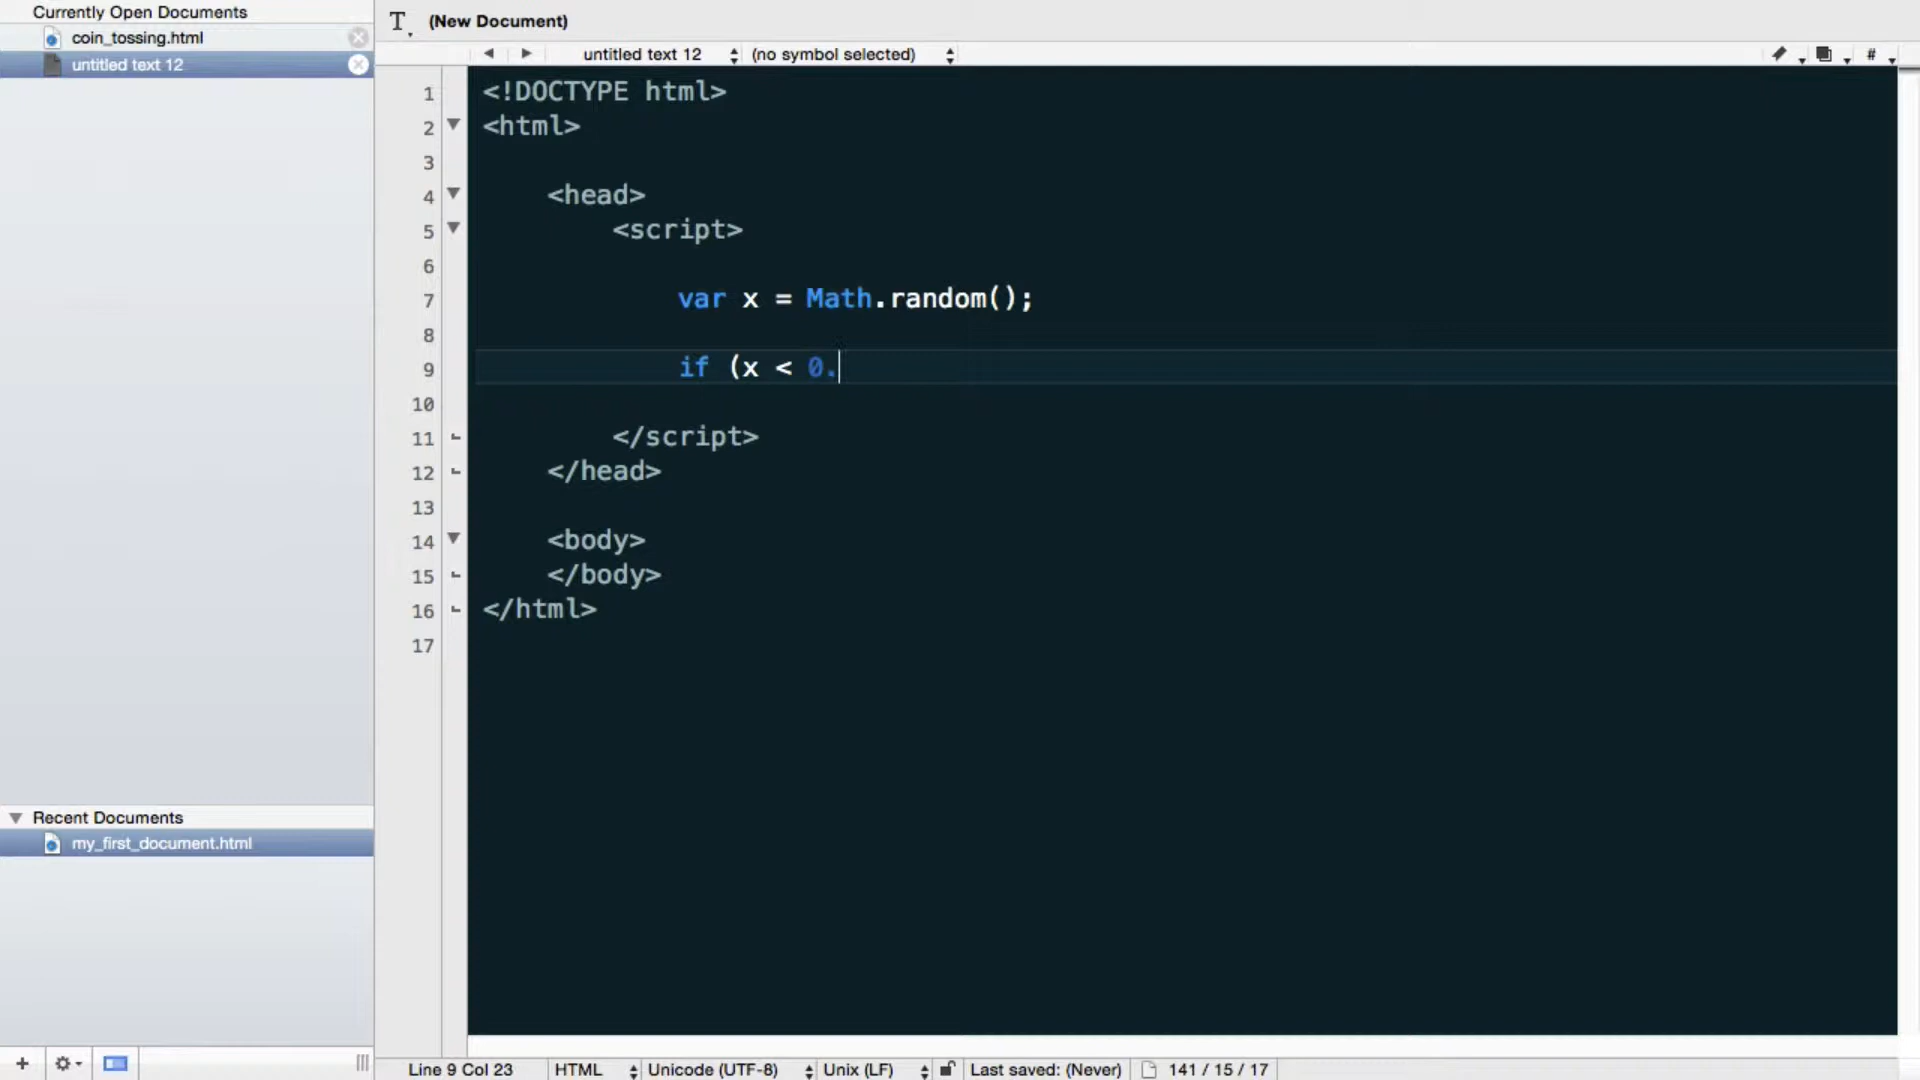 Currently Open Documents
coin_tossing.html
untitled text 12
Recent Documents
my_first_document.html
(New Document)
untitled text 12 (no symbol selected) #
1 <!DOCTYPE html>
2 <html>
3
4 <head>
5 <script>
6
7 var x = Math.random();
8
9 if (x < 0.
10
11 </script>
12 </head>
13
14 <body>
15 </body>
16 </html>
17
Line 9 Col 23 HTML Unicode (UTF-8) Unix (LF) Last saved: (Never) 141 / 15 / 17